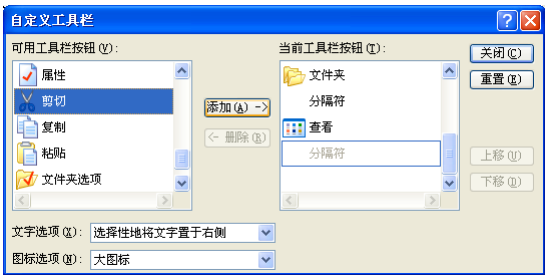 自定义工具栏
可用工具栏按钮(V):
属性
剪切
复制
粘贴
文件夹选项
添加(A) ->
<- 删除(R)
当前工具栏按钮(T):
文件夹
分隔符
查看
分隔符
关闭(C)
重置(E)
上移(U)
下移(D)
文字选项(X): 选择性地将文字置于右侧
图标选项(N): 大图标